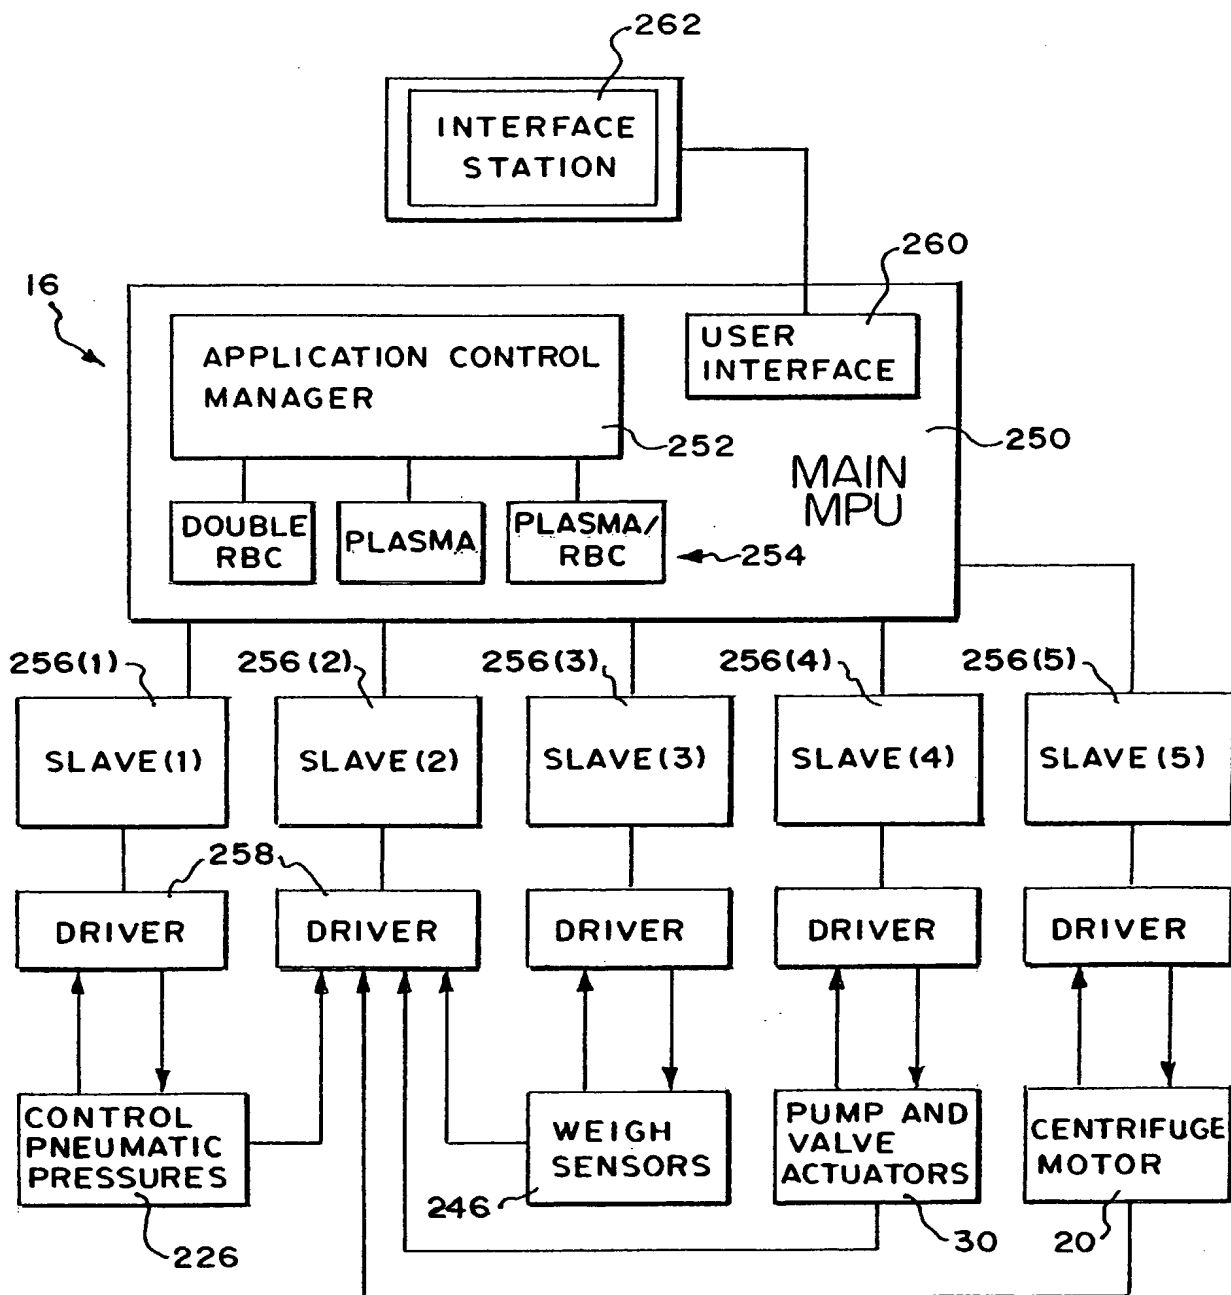 262
INTERFACE
STATION
260
16
USER
INTERFACE
APPLICATION CONTROL
MANAGER
252
250
MAIN
MPU
DOUBLE
RBC
PLASMA
PLASMA/
RBC
254
256(1)
256(2)
256(3)
256(4)
256(5)
SLAVE(1)
SLAVE(2)
SLAVE(3)
SLAVE(4)
SLAVE(5)
258
DRIVER
DRIVER
DRIVER
DRIVER
DRIVER
CONTROL
PNEUMATIC
PRESSURES
WEIGH
SENSORS
PUMP AND
VALVE
ACTUATORS
CENTRIFUGE
MOTOR
226
246
30
20